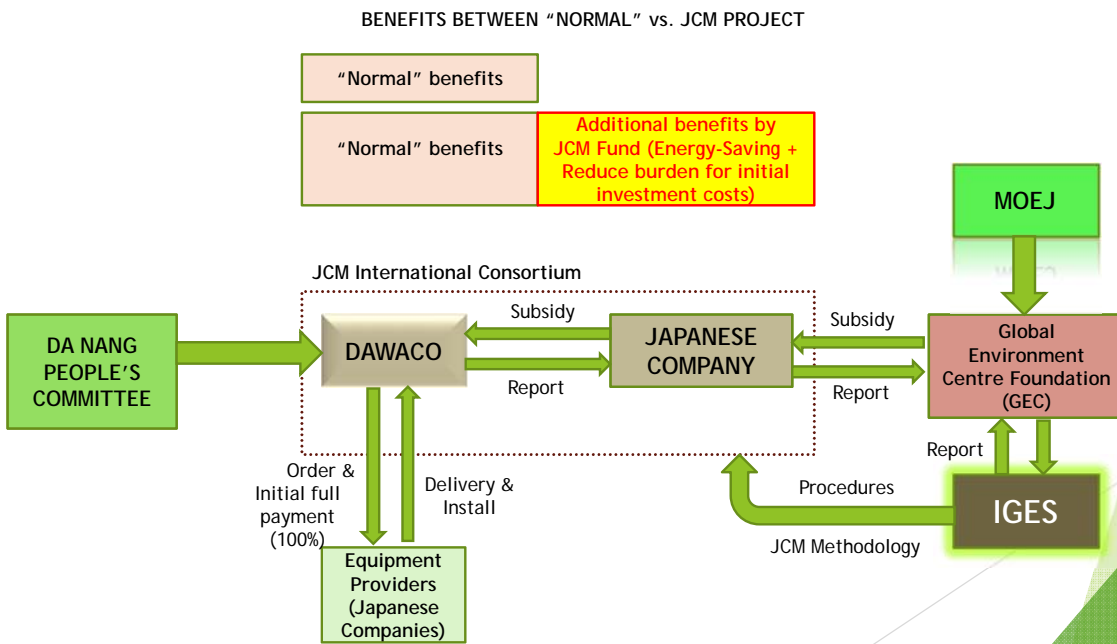 BENEFITS BETWEEN “NORMAL” vs. JCM PROJECT
“Normal” benefits
“Normal” benefits
Additional benefits by
JCM Fund (Energy-Saving +
Reduce burden for initial
investment costs)
MOEJ
JCM International Consortium
DA NANG
PEOPLE’S
COMMITTEE
DAWACO
Subsidy
Report
JAPANESE
COMPANY
Subsidy
Report
Global
Environment
Centre Foundation
(GEC)
Order &
Initial full
payment
(100%)
Delivery &
Install
Equipment
Providers
(Japanese
Companies)
Report
Procedures
JCM Methodology
IGES